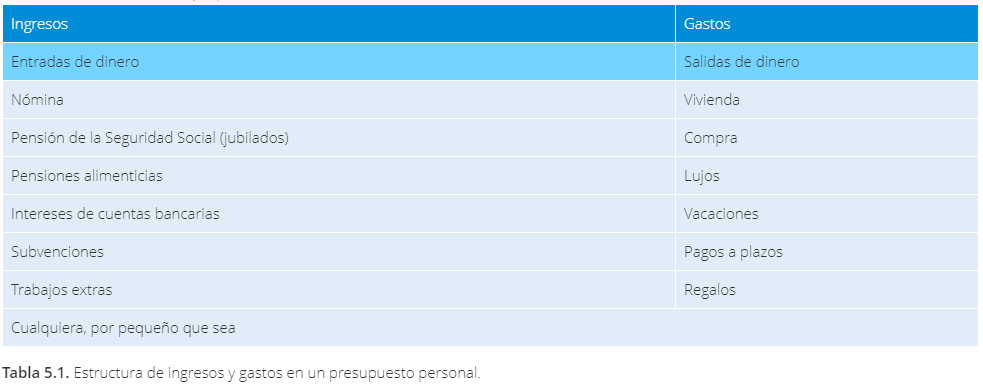 Ingresos Gastos
Entradas de dinero Salidas de dinero
Nómina Vivienda
Pensión de la Seguridad Social (jubilados) Compra
Pensiones alimenticias Lujos
Intereses de cuentas bancarias Vacaciones
Subvenciones Pagos a plazos
Trabajos extras Regalos
Cualquiera, por pequeño que sea
Tabla 5.1. Estructura de ingresos y gastos en un presupuesto personal.